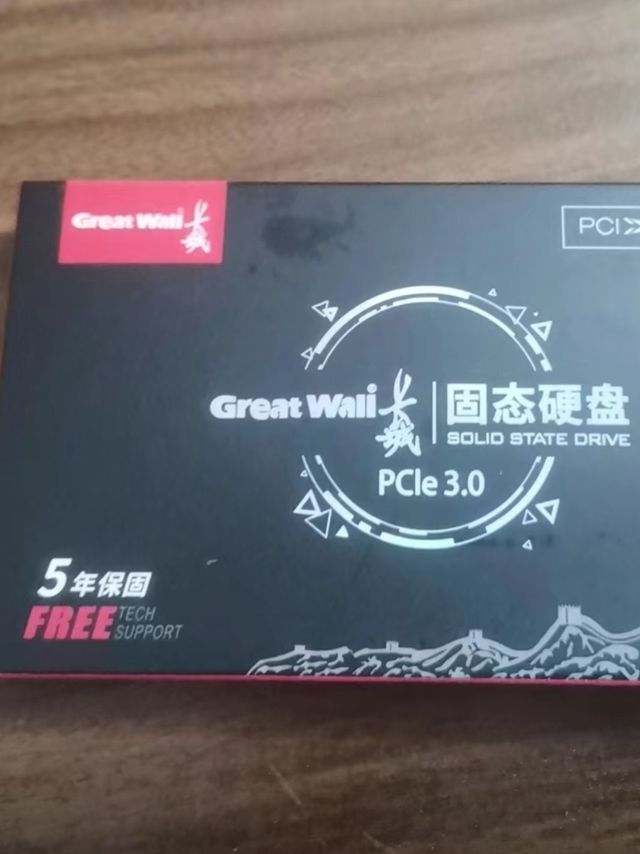 Great Wall 长城
PCI
Great Wall 长城 固态硬盘
SOLID STATE DRIVE
PCIe 3.0
5年保固
FREE TECH
SUPPORT